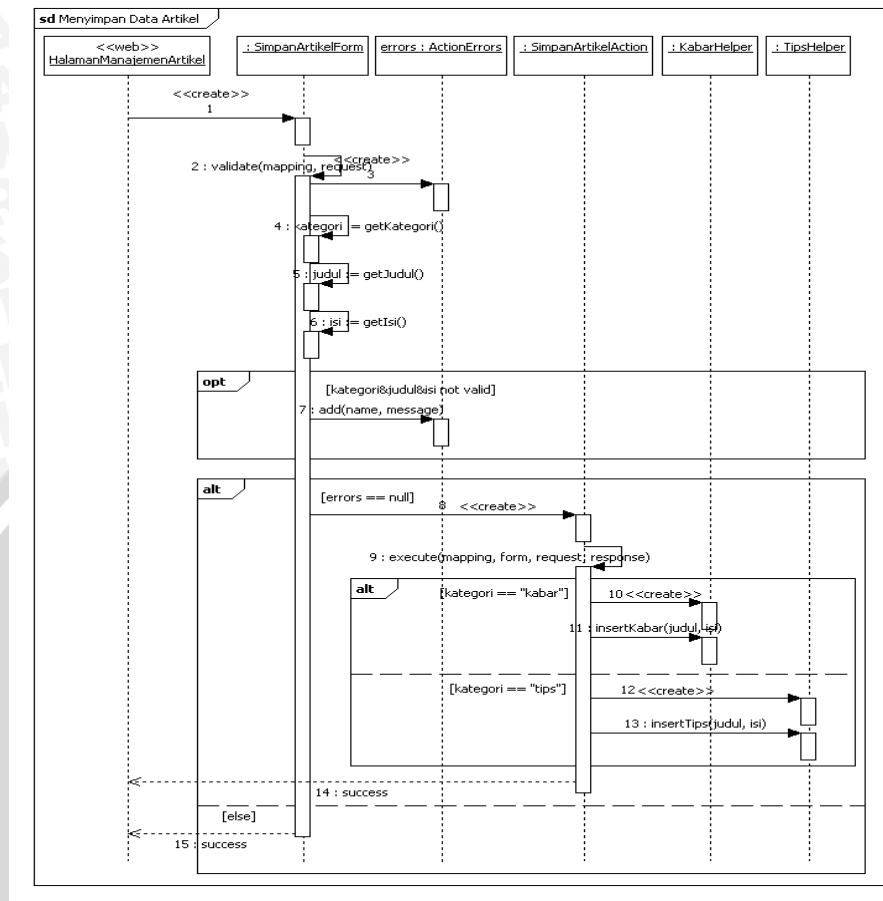 sd Menyimpan Data Artikel
<<web>>
HalamanManajemenArtikel
: SimpanArtikelForm
errors : ActionErrors
: SimpanArtikelAction
: KabarHelper
: TipsHelper
<<create>>
1
2 : validate(mapping, request)
<<create>>
3
4 : kategori := getKategori()
5 : judul := getJudul()
6 : isi := getIsi()
opt
[kategori&judul&isi not valid]
7 : add(name, message)
alt
[errors == null]
8 <<create>>
9 : execute(mapping, form, request, response)
alt
[kategori == "kabar"]
10 <<create>>
11 : insertKabar(judul, isi)
[kategori == "tips"]
12 <<create>>
13 : insertTips(judul, isi)
14 : success
[else]
15 : success